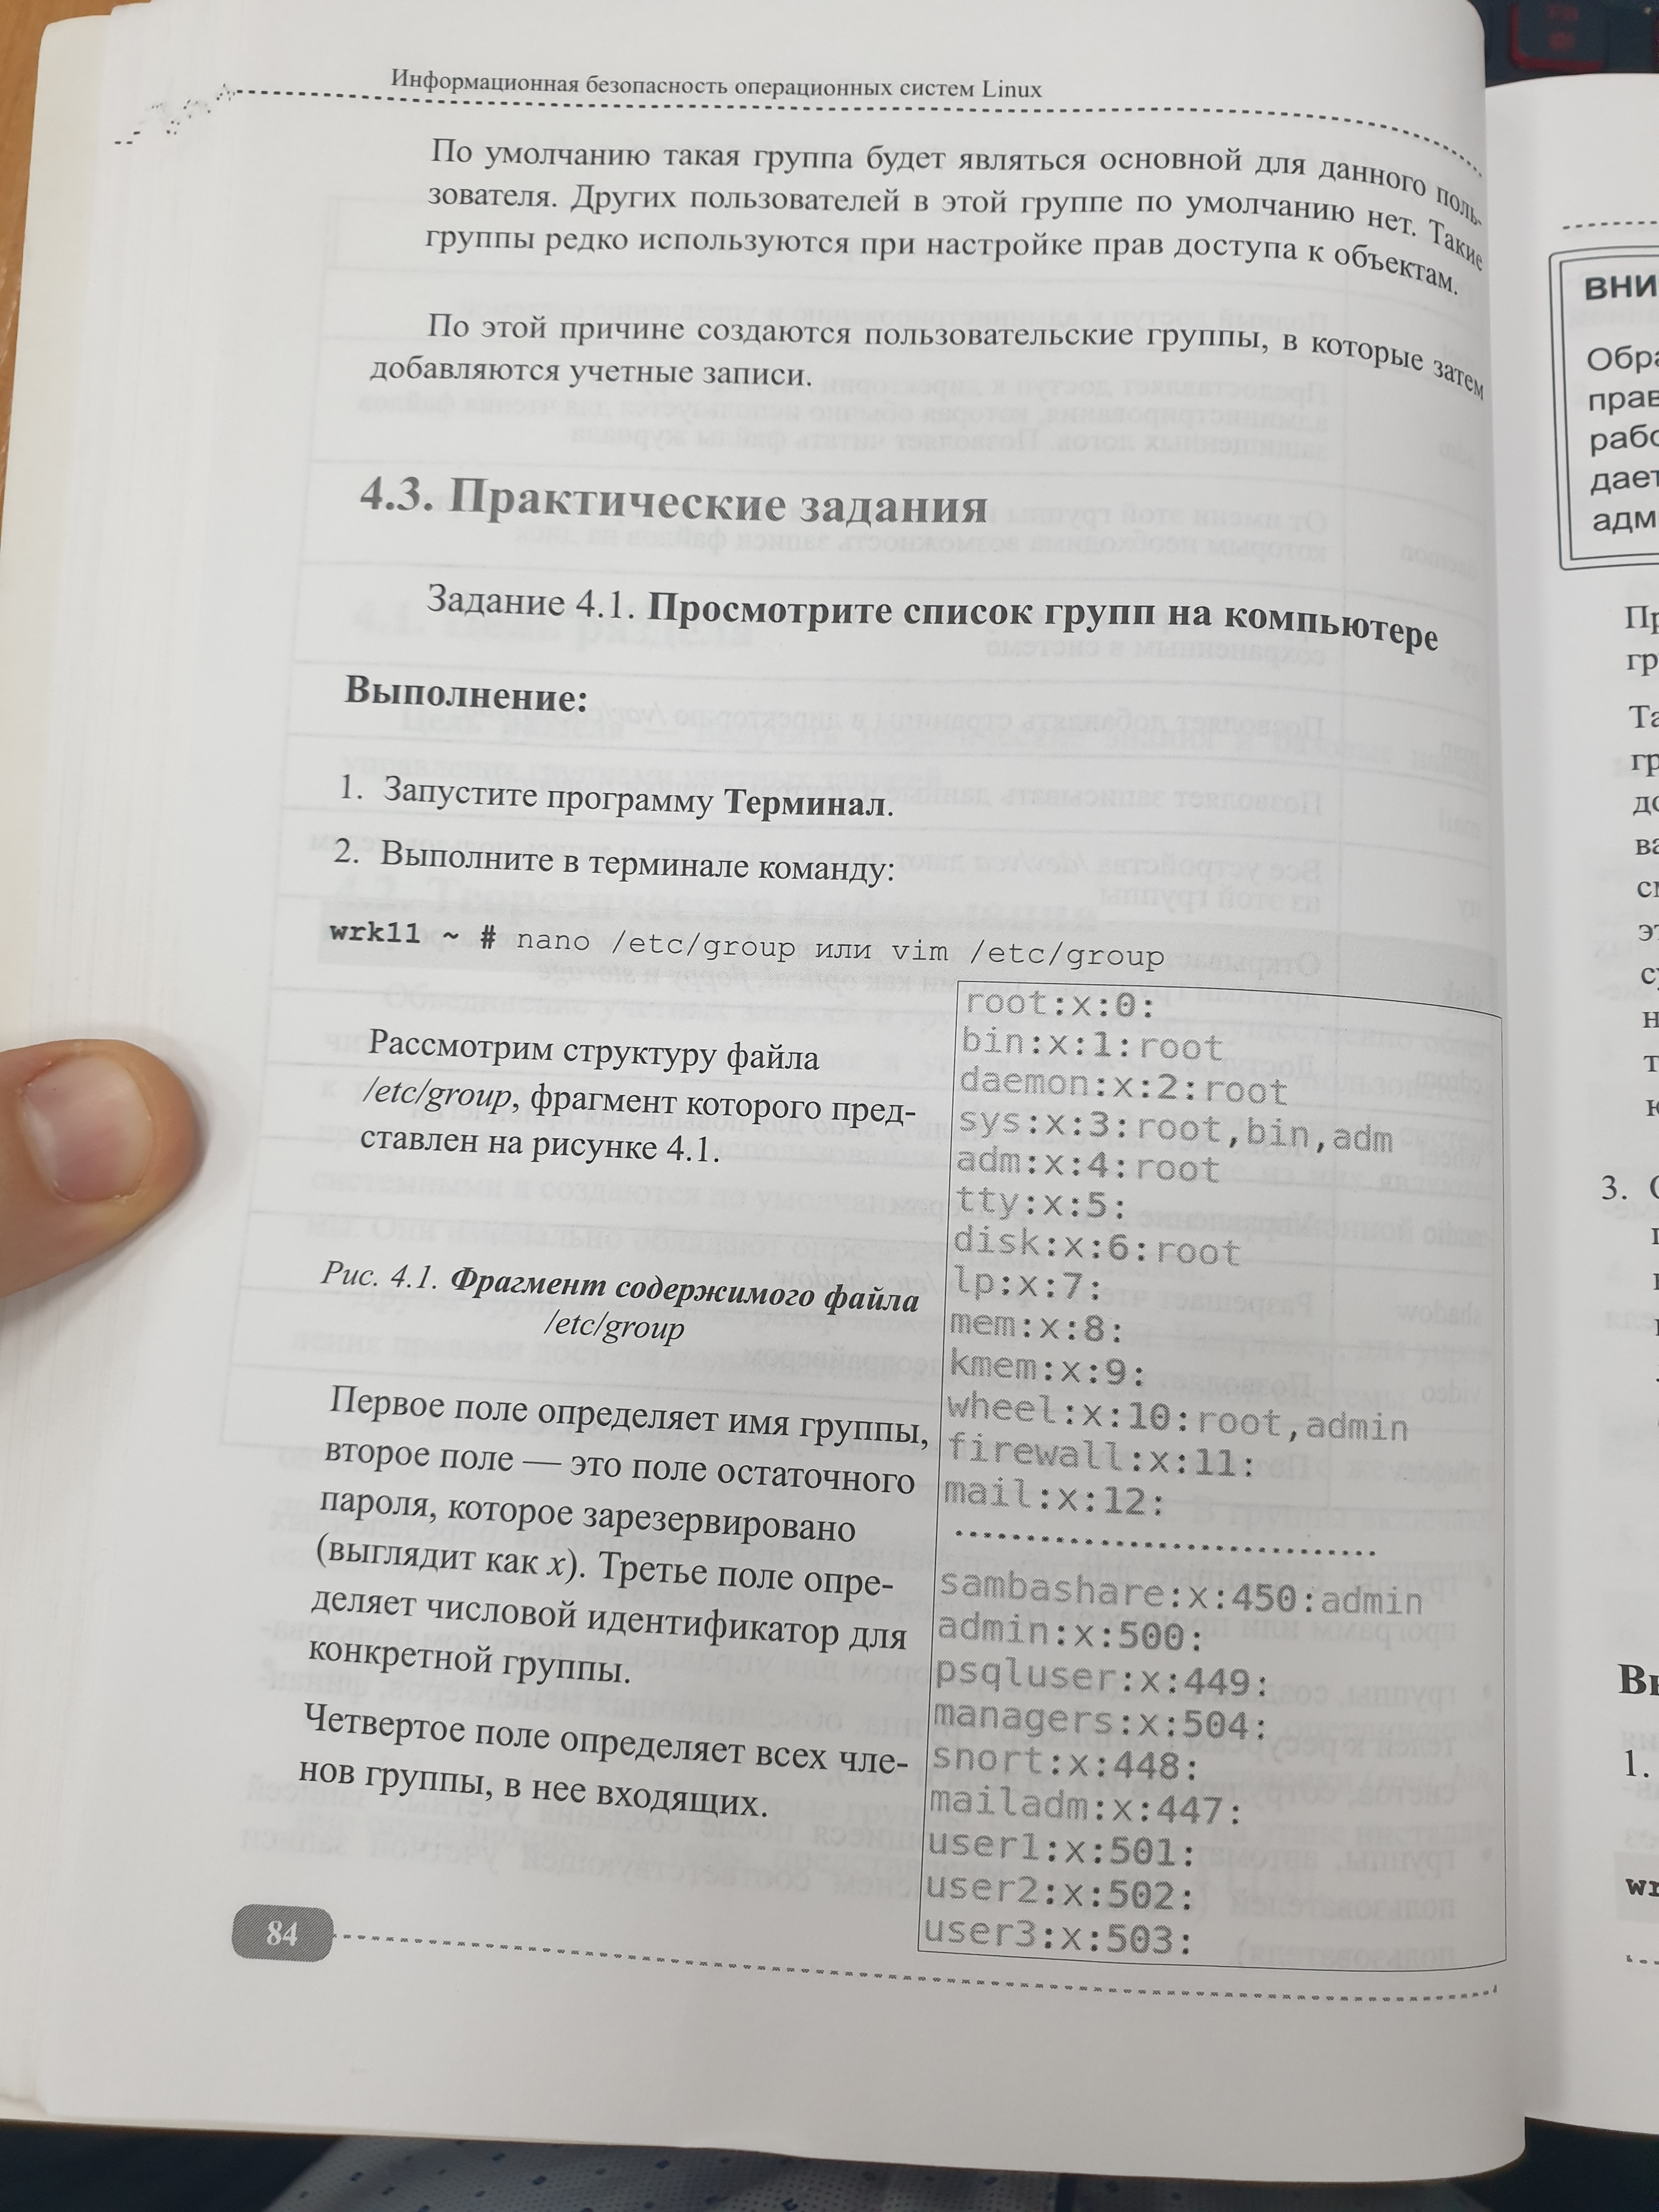 Информационная безопасность операционных систем Linux
По умолчанию такая группа будет являться основной для данного поль-
зователя. Других пользователей в этой группе по умолчанию нет. Такие
группы редко используются при настройке прав доступа к объектам.
По этой причине создаются пользовательские группы, в которые затем
добавляются учетные записи.
4.3. Практические задания
Задание 4.1. Просмотрите список групп на компьютере
Выполнение:
1. Запустите программу Терминал.
2. Выполните в терминале команду:
wrk11 ~ # nano /etc/group или vim /etc/group
Рассмотрим структуру файла
/etc/group, фрагмент которого пред-
ставлен на рисунке 4.1.
Рис. 4.1. Фрагмент содержимого файла
/etc/group
Первое поле определяет имя группы,
второе поле — это поле остаточного
пароля, которое зарезервировано
(выглядит как x). Третье поле опре-
деляет числовой идентификатор для
конкретной группы.
Четвертое поле определяет всех чле-
нов группы, в нее входящих.
root:x:0:
bin:x:1:root
daemon:x:2:root
sys:x:3:root,bin,adm
adm:x:4:root
tty:x:5:
disk:x:6:root
lp:x:7:
mem:x:8:
kmem:x:9:
wheel:x:10:root,admin
firewall:x:11:
mail:x:12:
sambashare:x:450:admin
admin:x:500:
psqluser:x:449:
managers:x:504:
snort:x:448:
mailadm:x:447:
user1:x:501:
user2:x:502:
user3:x:503:
84
3.
1.